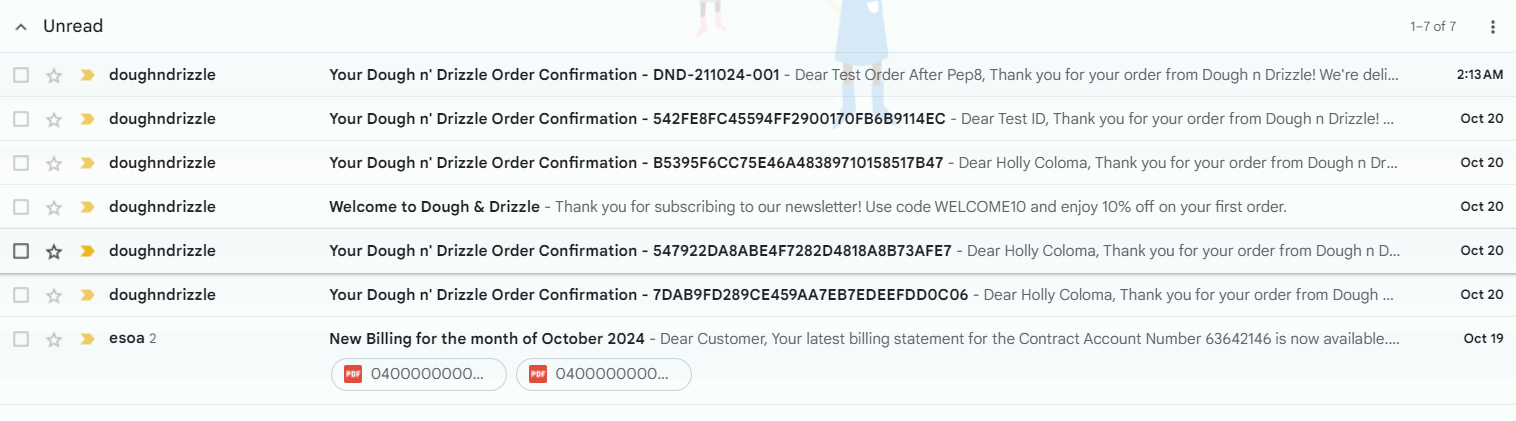 Unread 1–7 of 7
doughndrizzle Your Dough n' Drizzle Order Confirmation - DND-211024-001 - Dear Test Order After Pep8, Thank you for your order from Dough n Drizzle! We're deli... 2:13 AM
doughndrizzle Your Dough n' Drizzle Order Confirmation - 542FE8FC45594FF2900170FB6B9114EC - Dear Test ID, Thank you for your order from Dough n Drizzle! ... Oct 20
doughndrizzle Your Dough n' Drizzle Order Confirmation - B5395F6CC75E46A48389710158517B47 - Dear Holly Coloma, Thank you for your order from Dough n Dr... Oct 20
doughndrizzle Welcome to Dough & Drizzle - Thank you for subscribing to our newsletter! Use code WELCOME10 and enjoy 10% off on your first order. Oct 20
doughndrizzle Your Dough n' Drizzle Order Confirmation - 547922DA8ABE4F7282D4818A8B73AFE7 - Dear Holly Coloma, Thank you for your order from Dough n D... Oct 20
doughndrizzle Your Dough n' Drizzle Order Confirmation - 7DAB9FD289CE459AA7EB7EDEEFDD0C06 - Dear Holly Coloma, Thank you for your order from Dough ... Oct 20
esoa 2 New Billing for the month of October 2024 - Dear Customer, Your latest billing statement for the Contract Account Number 63642146 is now available.... Oct 19
PDF 0400000000... PDF 0400000000...